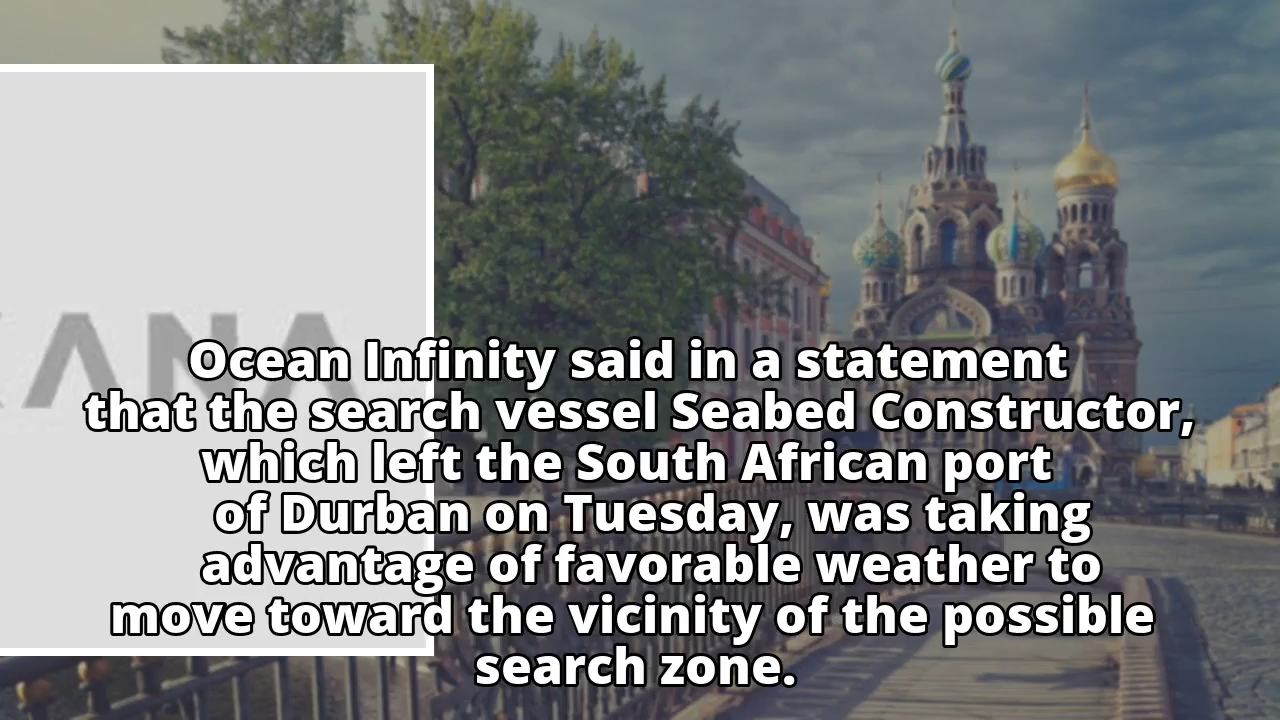 KANA
Ocean Infinity said in a statement
that the search vessel Seabed Constructor,
which left the South African port
of Durban on Tuesday, was taking
advantage of favorable weather to
move toward the vicinity of the possible
search zone.